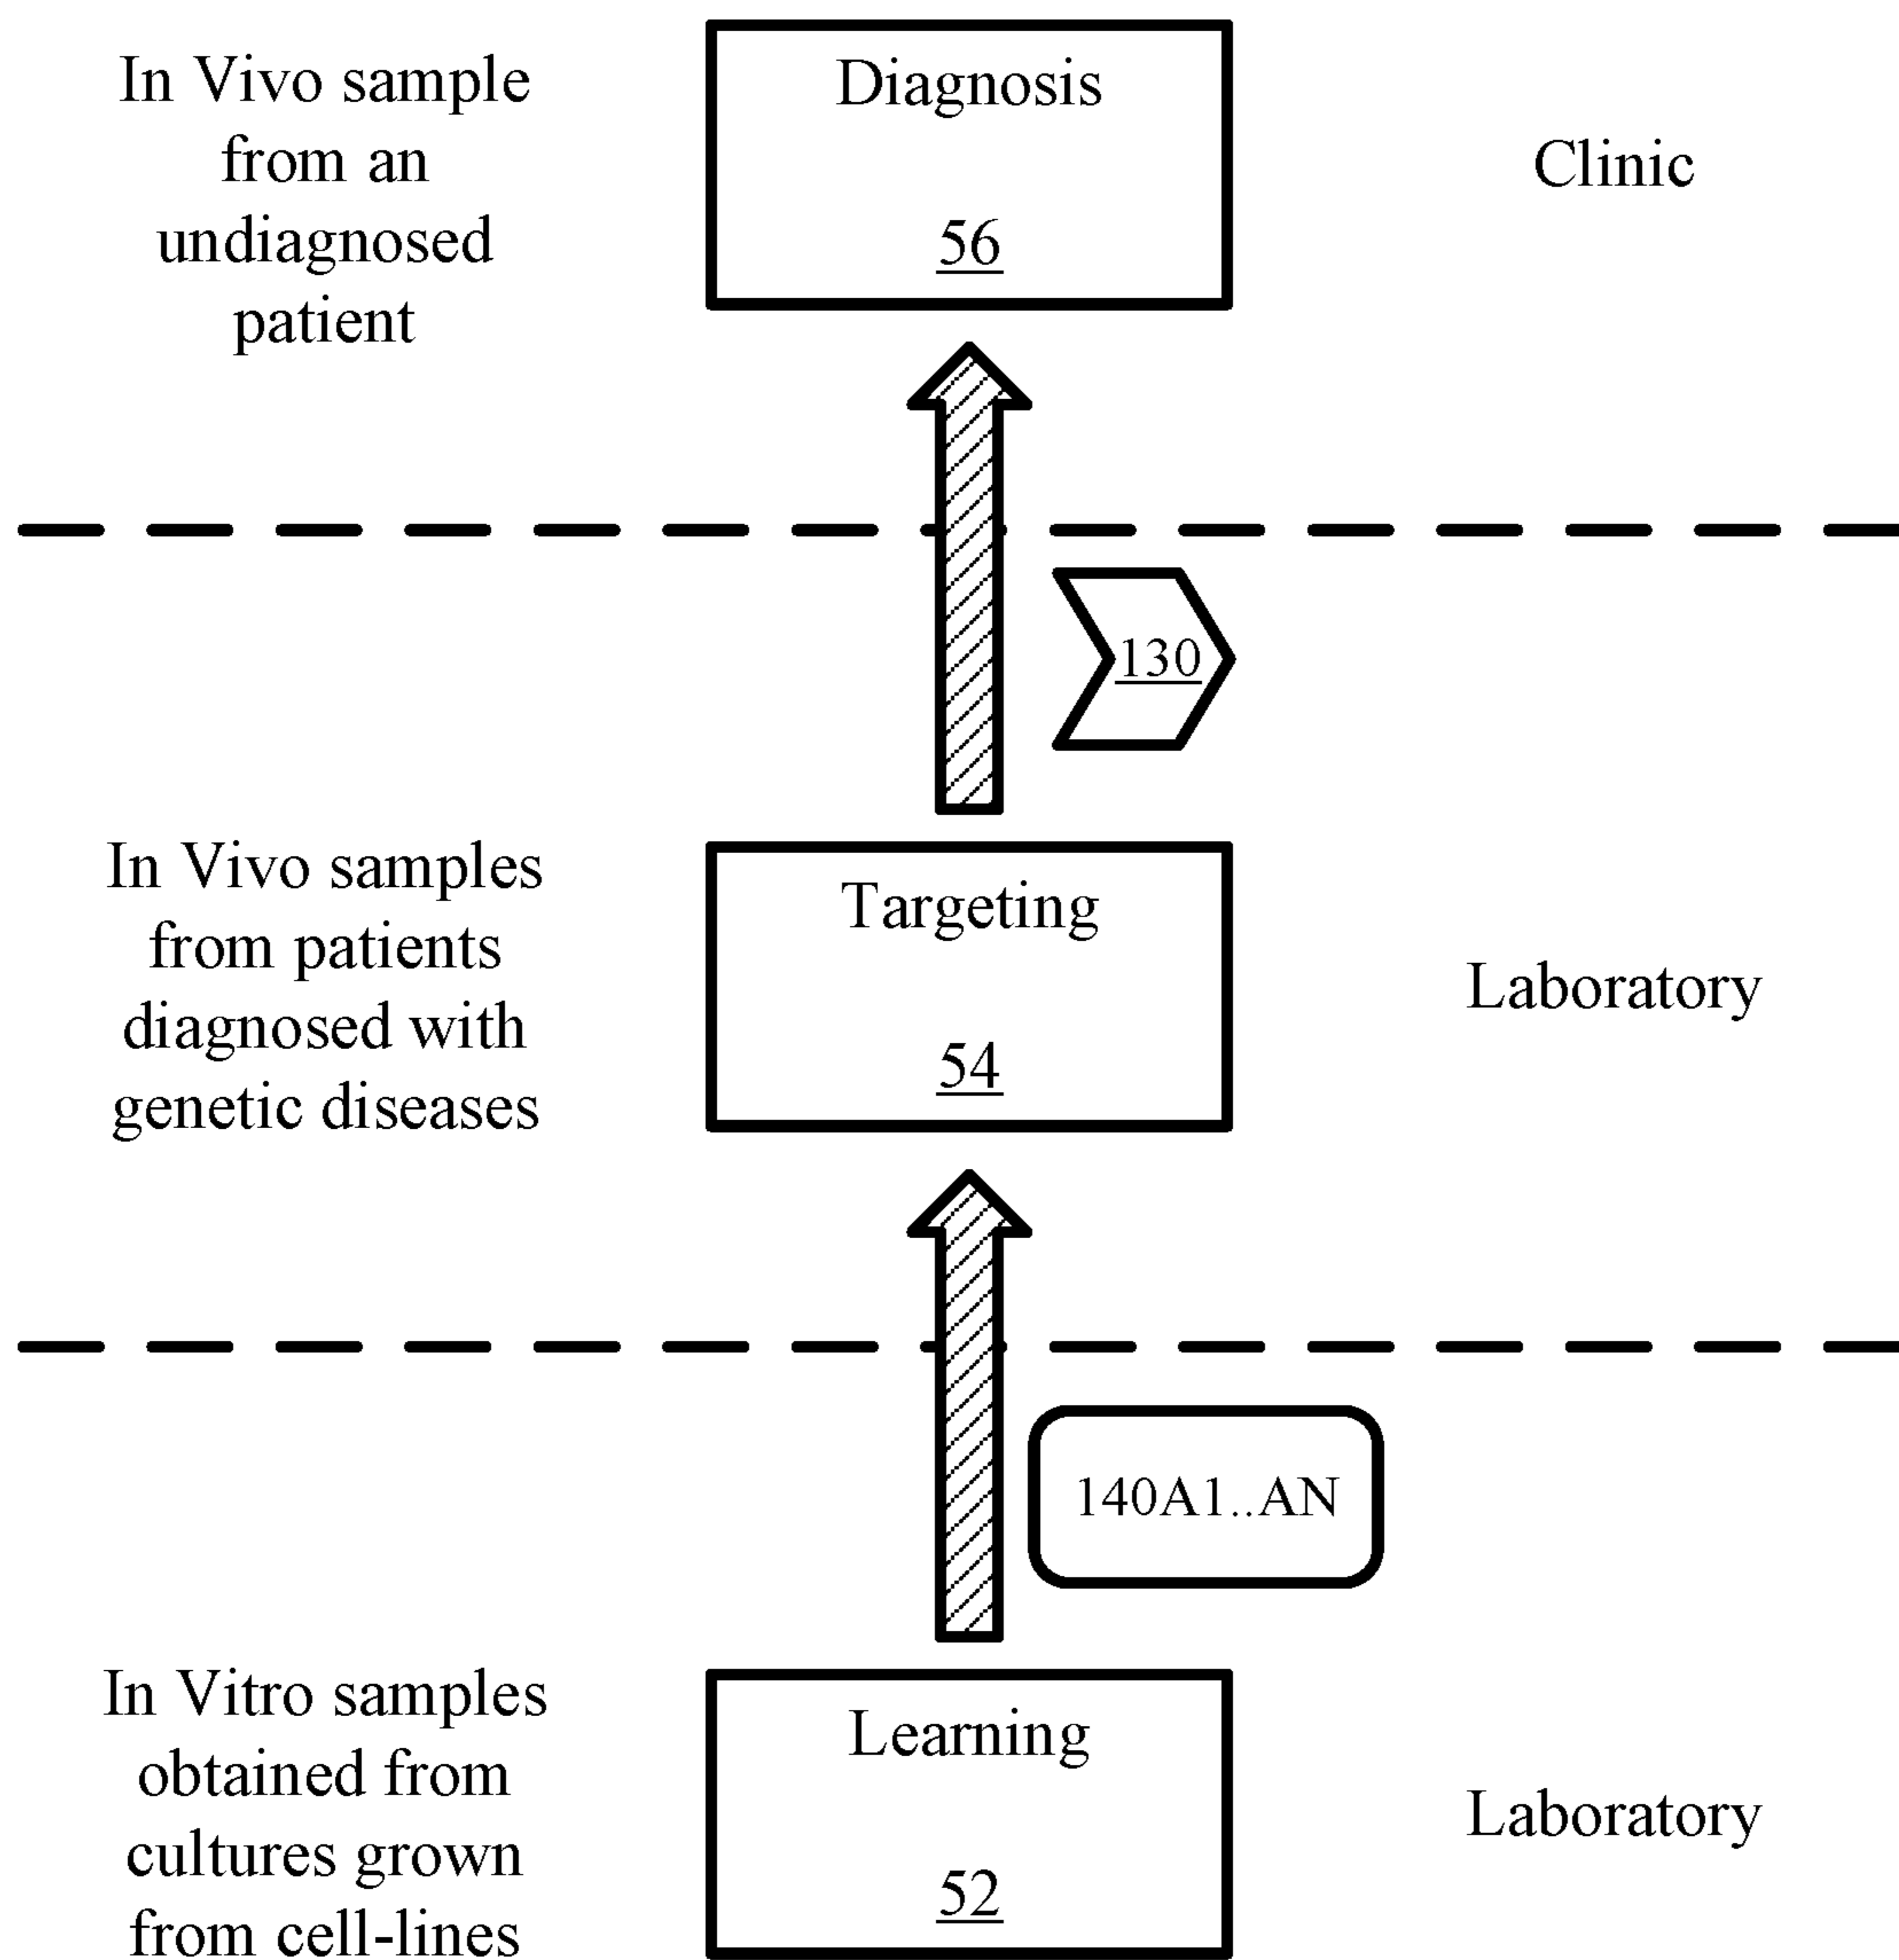 In Vivo sample
from an
undiagnosed
patient
Diagnosis
56
Clinic
130
In Vivo samples
from patients
diagnosed with
genetic diseases
Targeting
54
Laboratory
140A1..AN
In Vitro samples
obtained from
cultures grown
from cell-lines
Learning
52
Laboratory